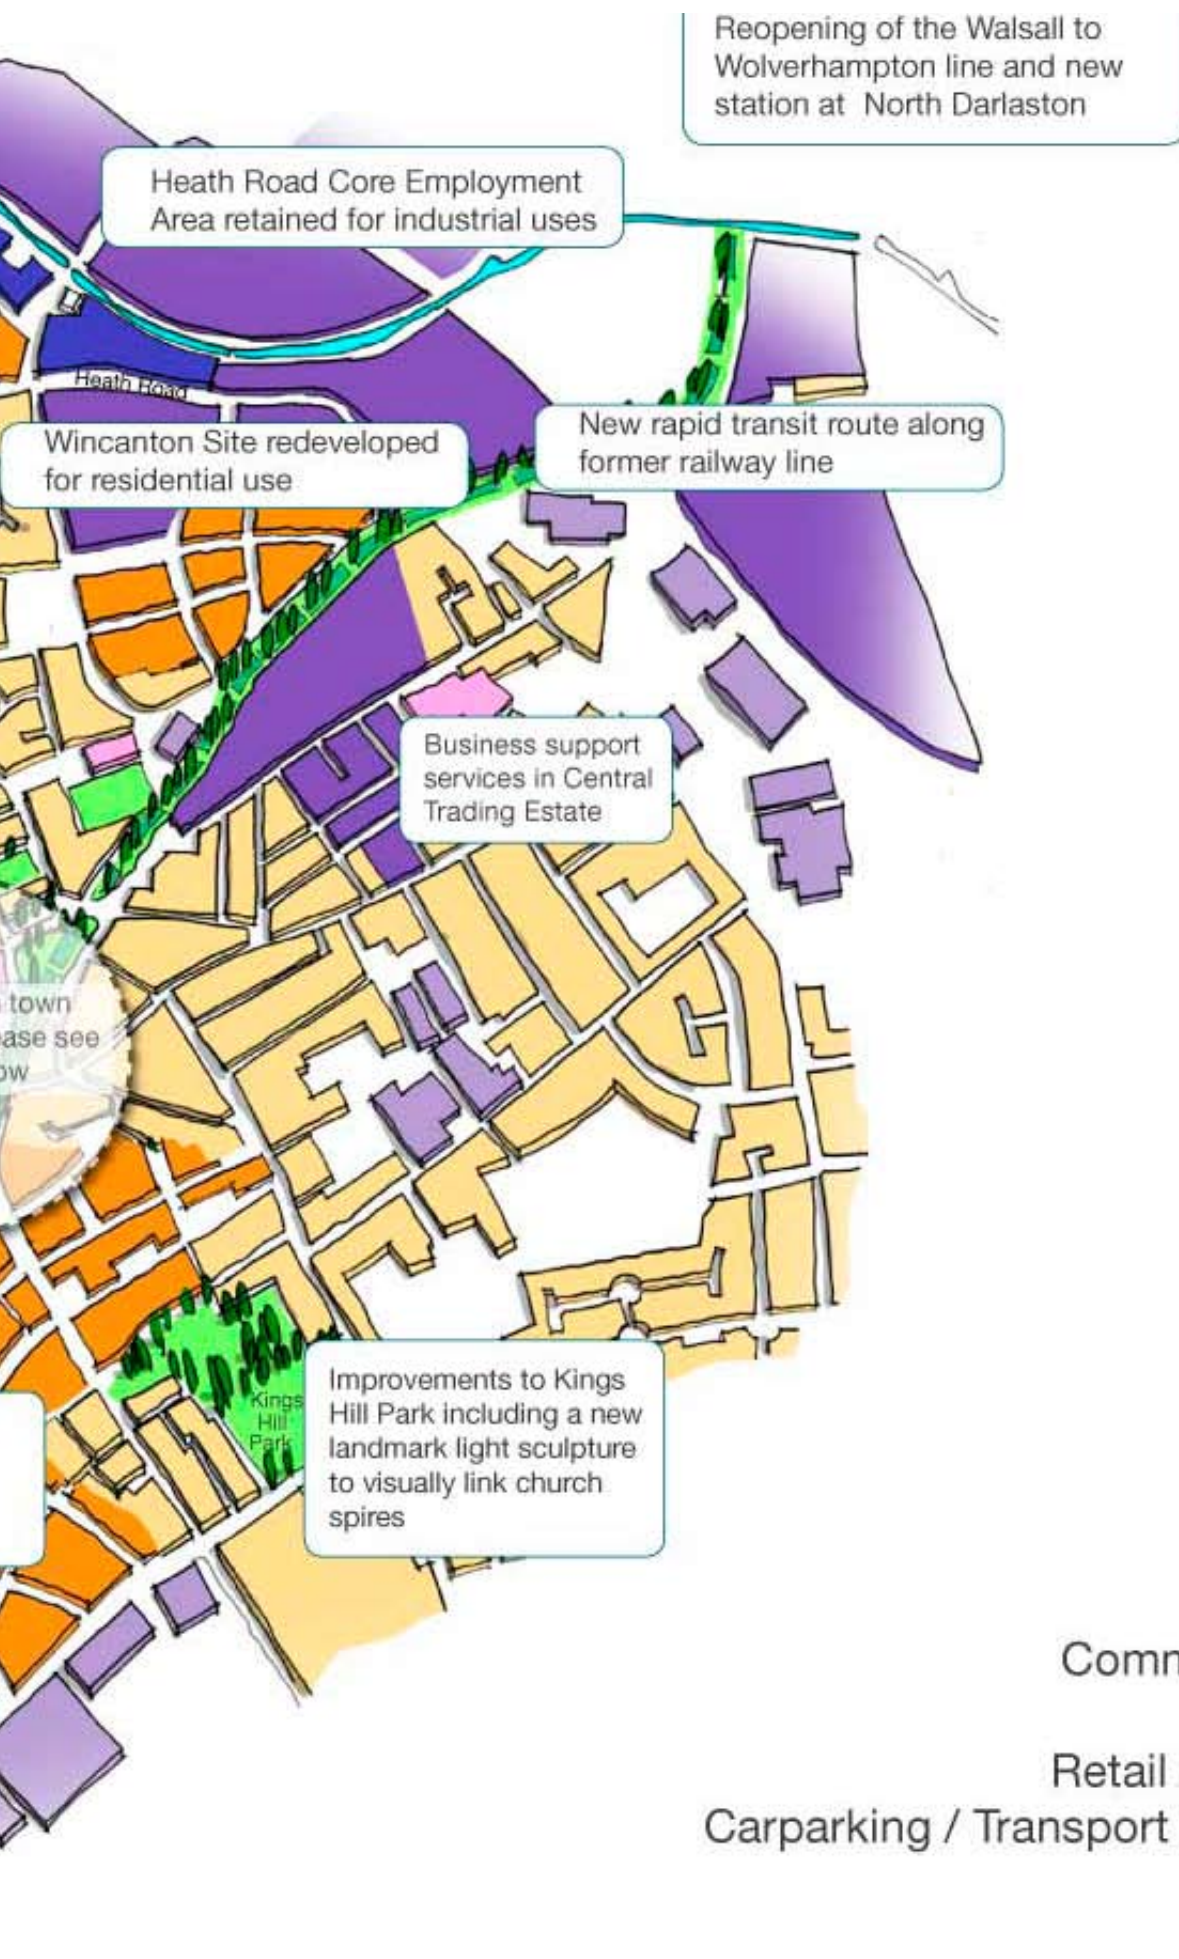 Reopening of the Walsall to
Wolverhampton line and new
station at North Darlaston
Heath Road Core Employment
Area retained for industrial uses
Heath Road
Wincanton Site redeveloped
for residential use
New rapid transit route along
former railway line
Business support
services in Central
Trading Estate
town
ease see
ow
Improvements to Kings
Hill Park including a new
landmark light sculpture
to visually link church
spires
Kings
Hill
Park
Comm
Retail
Carparking / Transport